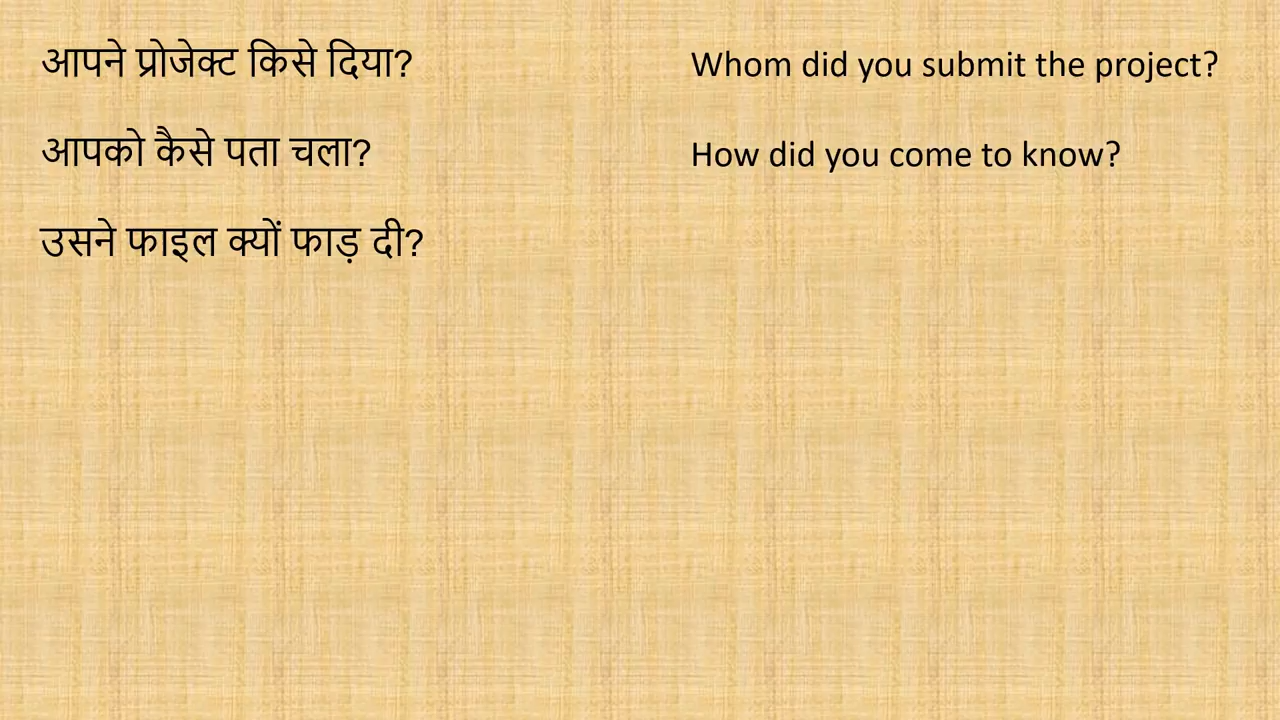 आपने प्रोजेक्ट किसे दिया? Whom did you submit the project?
आपको कैसे पता चला? How did you come to know?
उसने फाइल क्यों फाड़ दी?